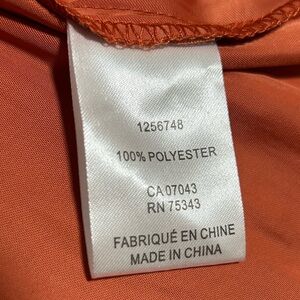 1256748
100% POLYESTER
CA 07043
RN 75343
FABRIQUÉ EN CHINE
MADE IN CHINA